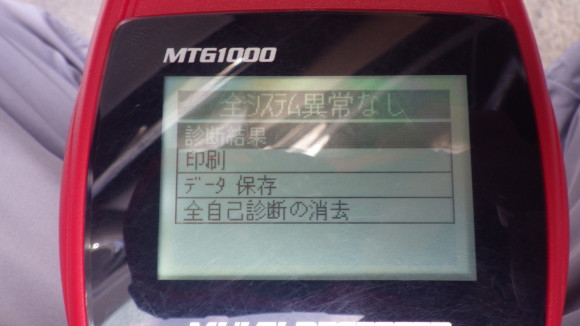 MTG1000
全システム異常なし
診断結果
印刷
データ 保存
全自己診断の消去